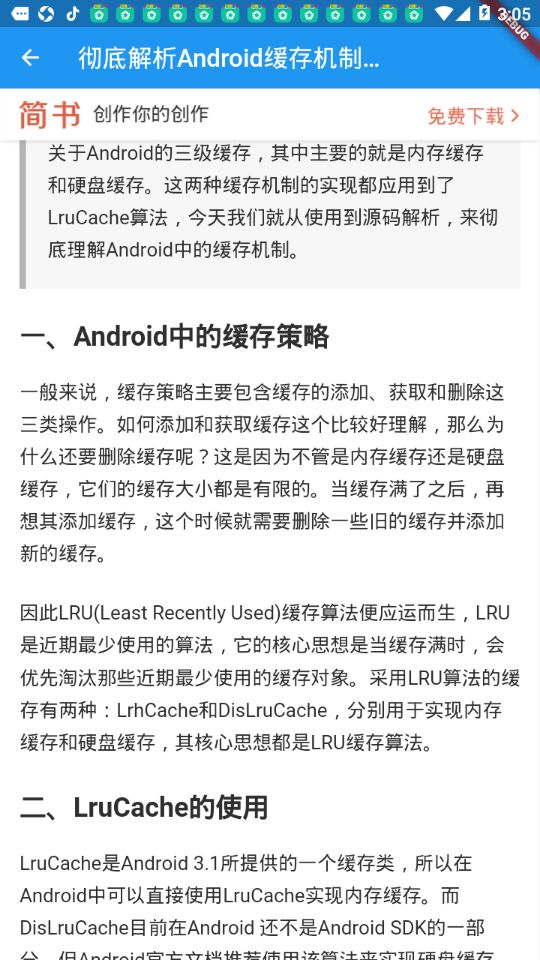 3:05
DEBUG
彻底解析Android缓存机制...
简书 创作你的创作 免费下载
关于Android的三级缓存，其中主要的就是内存缓存
和硬盘缓存。这两种缓存机制的实现都应用到了
LruCache算法，今天我们就从使用到源码解析，来彻
底理解Android中的缓存机制。
一、Android中的缓存策略
一般来说，缓存策略主要包含缓存的添加、获取和删除这
三类操作。如何添加和获取缓存这个比较好理解，那么为
什么还要删除缓存呢？这是因为不管是内存缓存还是硬盘
缓存，它们的缓存大小都是有限的。当缓存满了之后，再
想其添加缓存，这个时候就需要删除一些旧的缓存并添加
新的缓存。
因此LRU(Least Recently Used)缓存算法便应运而生，LRU
是近期最少使用的算法，它的核心思想是当缓存满时，会
优先淘汰那些近期最少使用的缓存对象。采用LRU算法的缓
存有两种：LrhCache和DisLruCache，分别用于实现内存
缓存和硬盘缓存，其核心思想都是LRU缓存算法。
二、LruCache的使用
LruCache是Android 3.1所提供的一个缓存类，所以在
Android中可以直接使用LruCache实现内存缓存。而
DisLruCache目前在Android 还不是Android SDK的一部
分，但Android官方文档推荐使用该算法来实现硬盘缓存